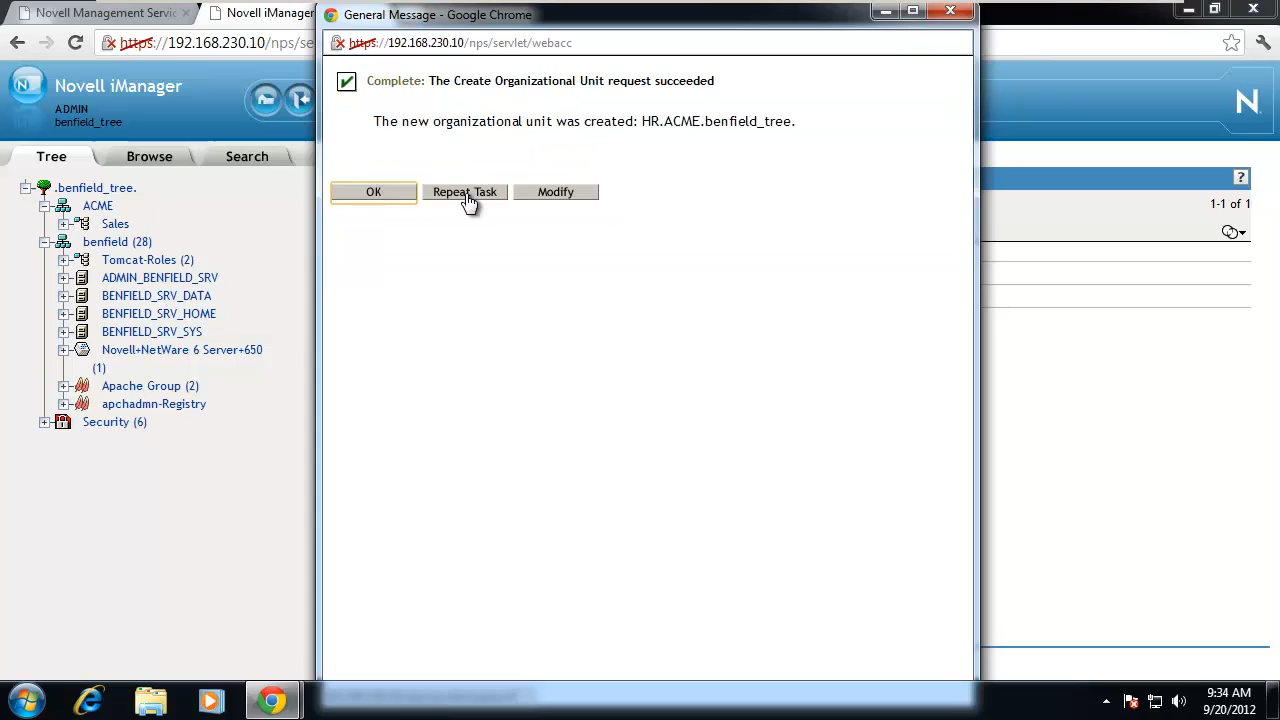 Novell Management Servic
Novell iManager
General Message - Google Chrome
https://192.168.230.10/nps/se
https://192.168.230.10/nps/servlet/webacc
Novell iManager
ADMIN
benfield_tree
N
Complete: The Create Organizational Unit request succeeded
The new organizational unit was created: HR.ACME.benfield_tree.
OK
Repeat Task
Modify
Tree
Browse
Search
?
1-1 of 1
.benfield_tree.
ACME
Sales
benfield (28)
Tomcat-Roles (2)
ADMIN_BENFIELD_SRV
BENFIELD_SRV_DATA
BENFIELD_SRV_HOME
BENFIELD_SRV_SYS
Novell+NetWare 6 Server+650
(1)
Apache Group (2)
apchadmn-Registry
Security (6)
9:34 AM
9/20/2012